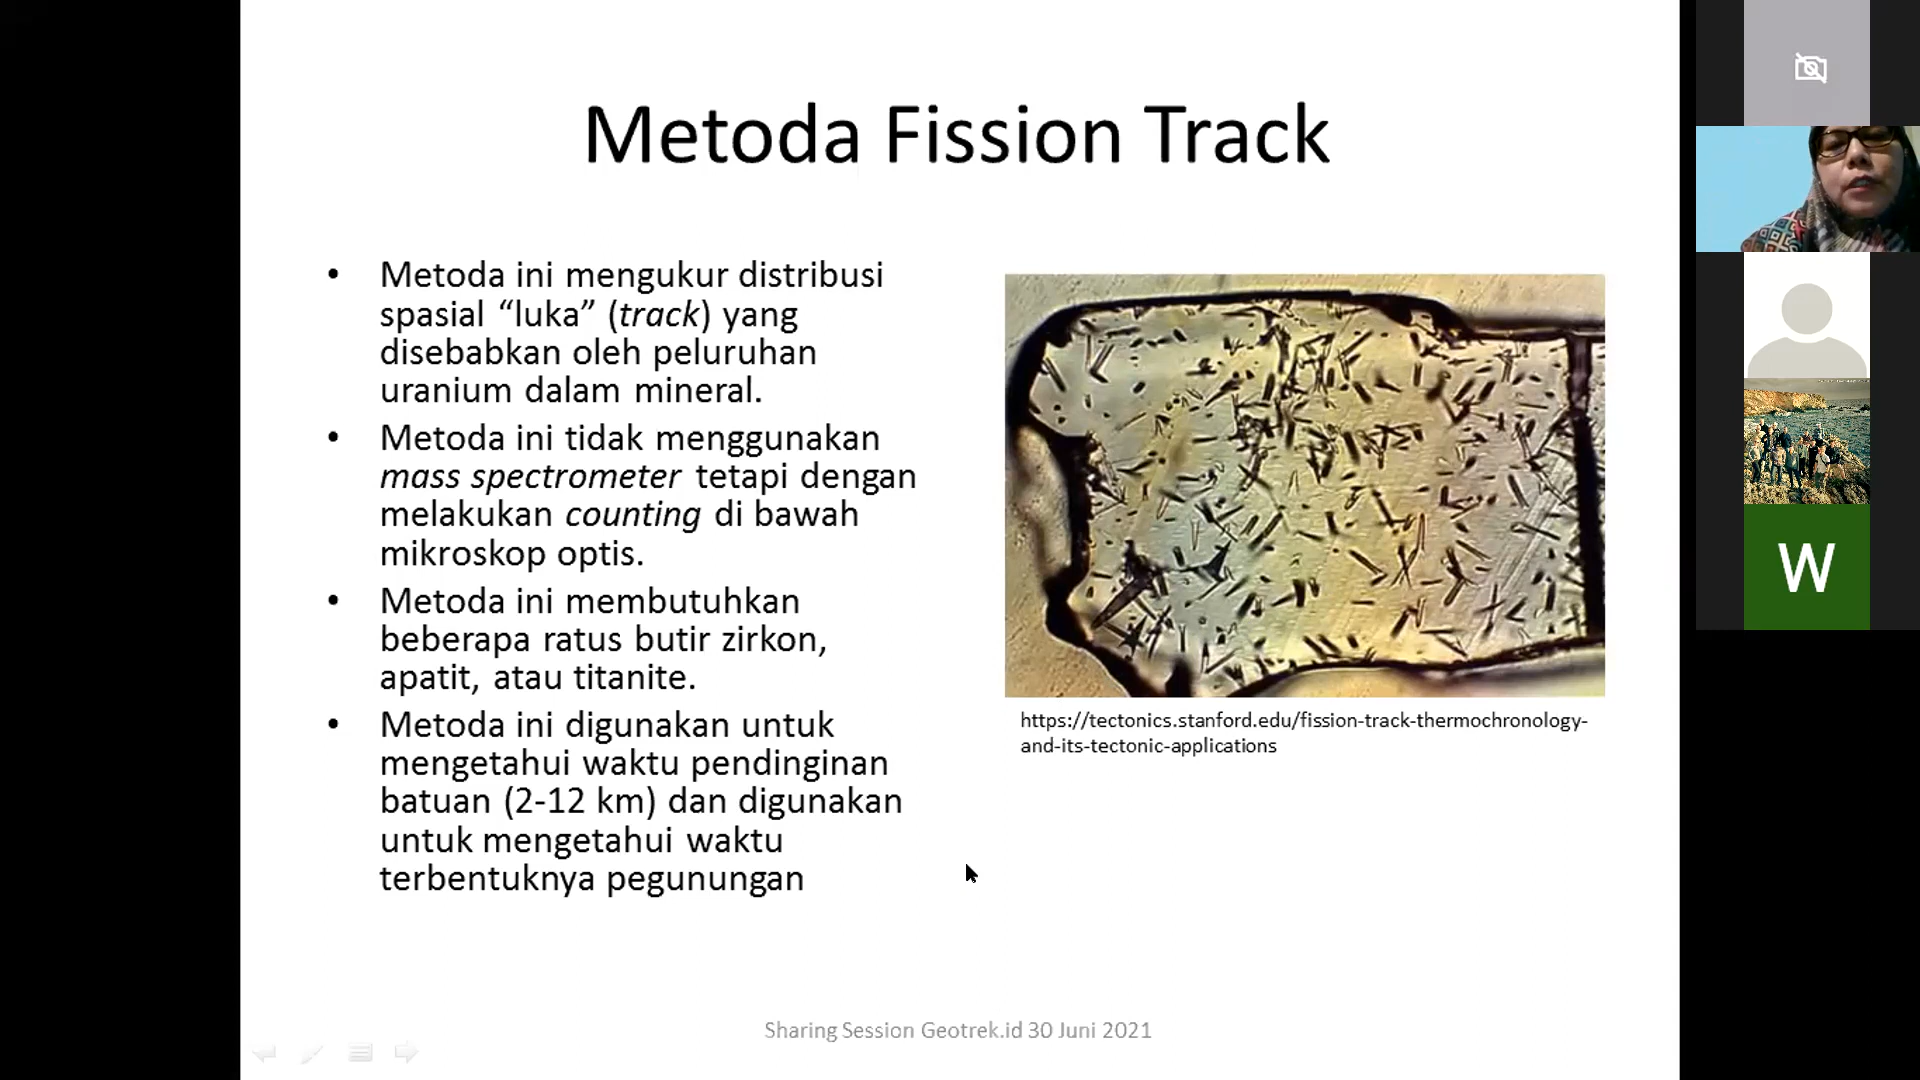 Metoda Fission Track
• Metoda ini mengukur distribusi
spasial “luka” (track) yang
disebabkan oleh peluruhan
uranium dalam mineral.
• Metoda ini tidak menggunakan
mass spectrometer tetapi dengan
melakukan counting di bawah
mikroskop optis.
• Metoda ini membutuhkan
beberapa ratus butir zirkon,
apatit, atau titanite.
• Metoda ini digunakan untuk
mengetahui waktu pendinginan
batuan (2-12 km) dan digunakan
untuk mengetahui waktu
terbentuknya pegunungan
https://tectonics.stanford.edu/fission-track-thermochronology-
and-its-tectonic-applications
Sharing Session Geotrek.id 30 Juni 2021
W